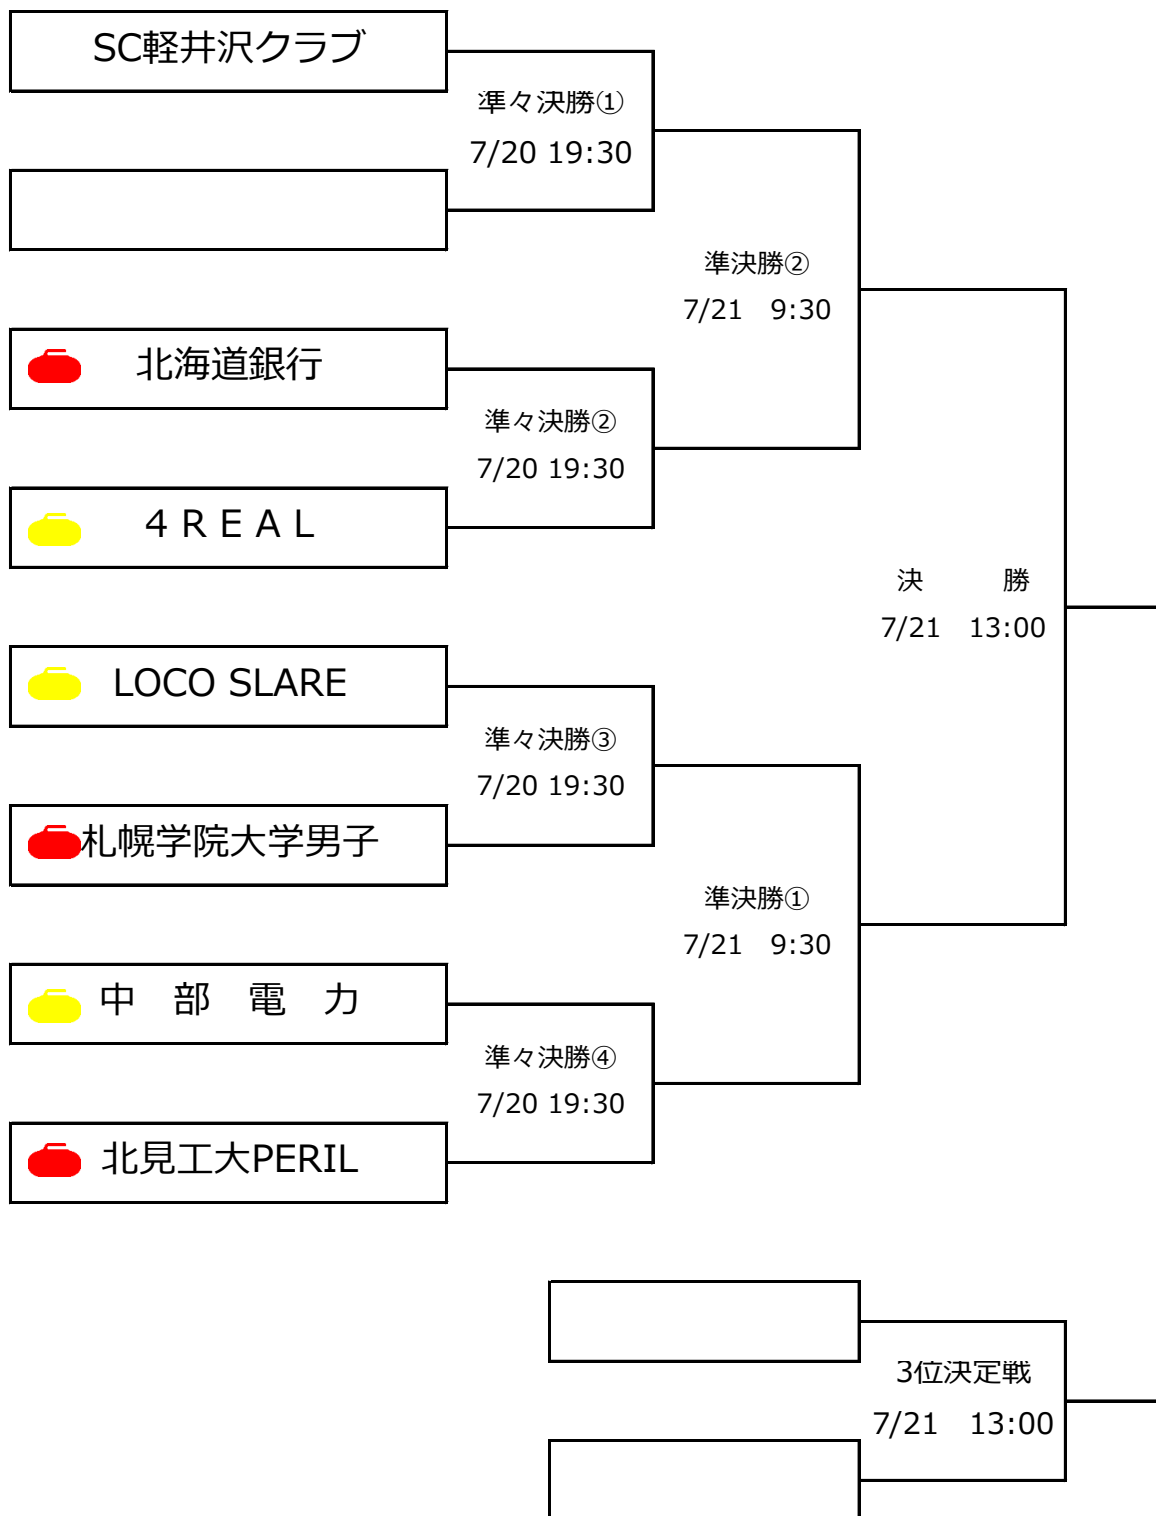 SC軽井沢クラブ
準々決勝①
7/20 19:30
準決勝②
7/21 9:30
北海道銀行
準々決勝②
7/20 19:30
4 R E A L
決 勝
7/21 13:00
LOCO SLARE
準々決勝③
7/20 19:30
札幌学院大学男子
準決勝①
7/21 9:30
中 部 電 力
準々決勝④
7/20 19:30
北見工大PERIL
3位決定戦
7/21 13:00